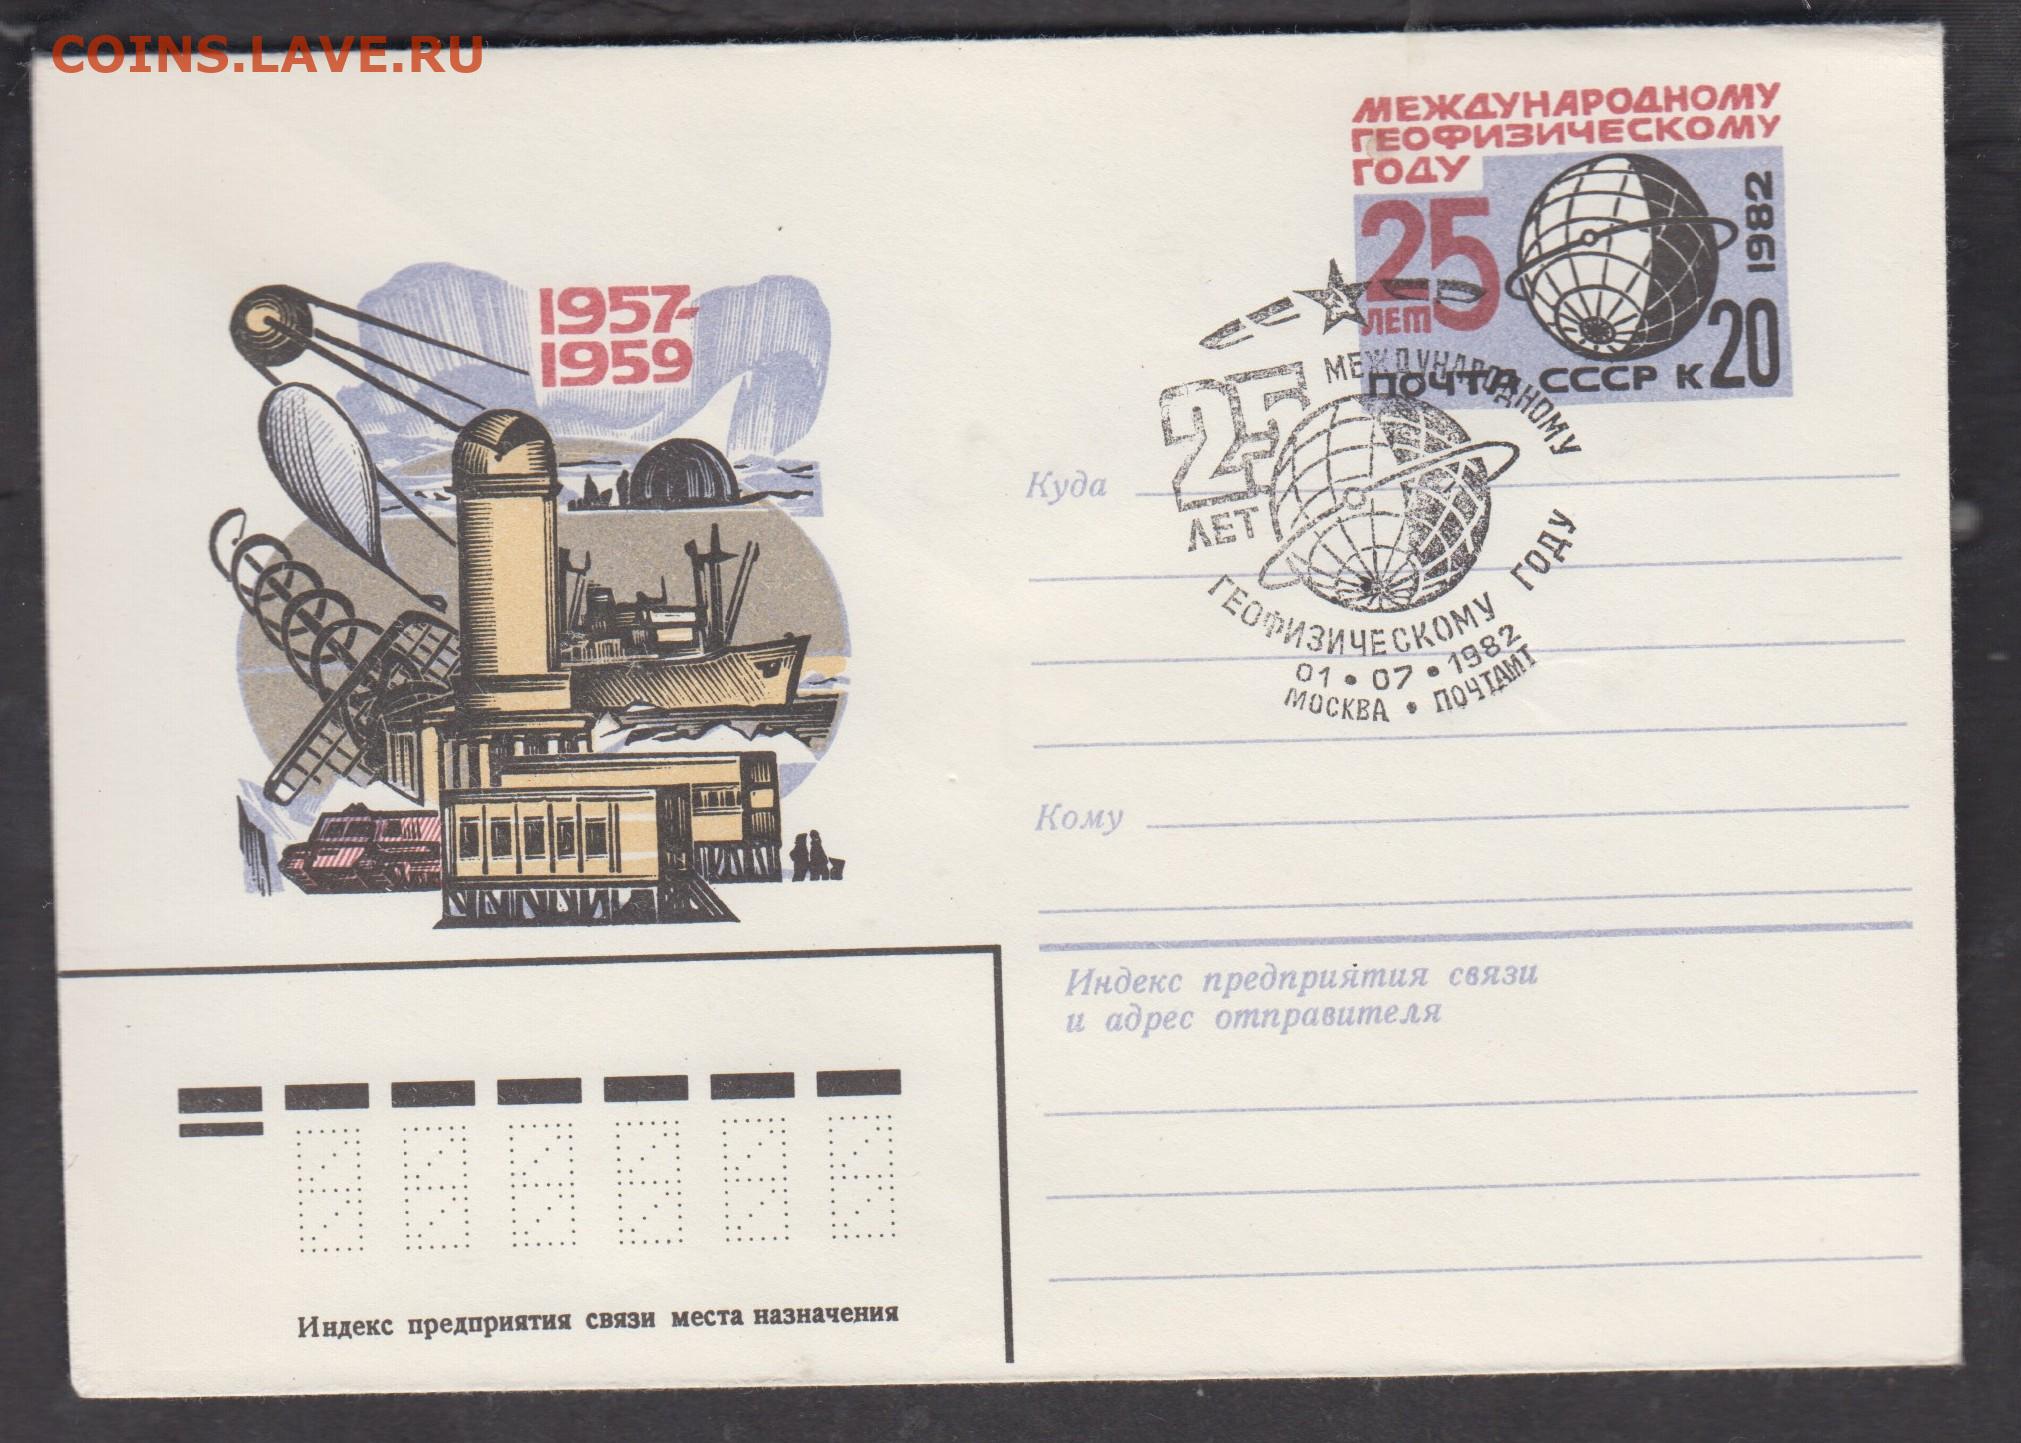 COINS.LAVE.RU
МЕЖДУНАРОДНОМУ
ГЕОФИЗИЧЕСКОМУ
ГОДУ
25
ЛЕТ
1982
ПОЧТА СССР К 20
1957-
1959
25
ЛЕТ
МЕЖДУНАРОДНОМУ
ГЕОФИЗИЧЕСКОМУ ГОДУ
01 • 07 • 1982
МОСКВА • ПОЧТАМТ
Куда
Кому
Индекс предприятия связи
и адрес отправителя
Индекс предприятия связи места назначения